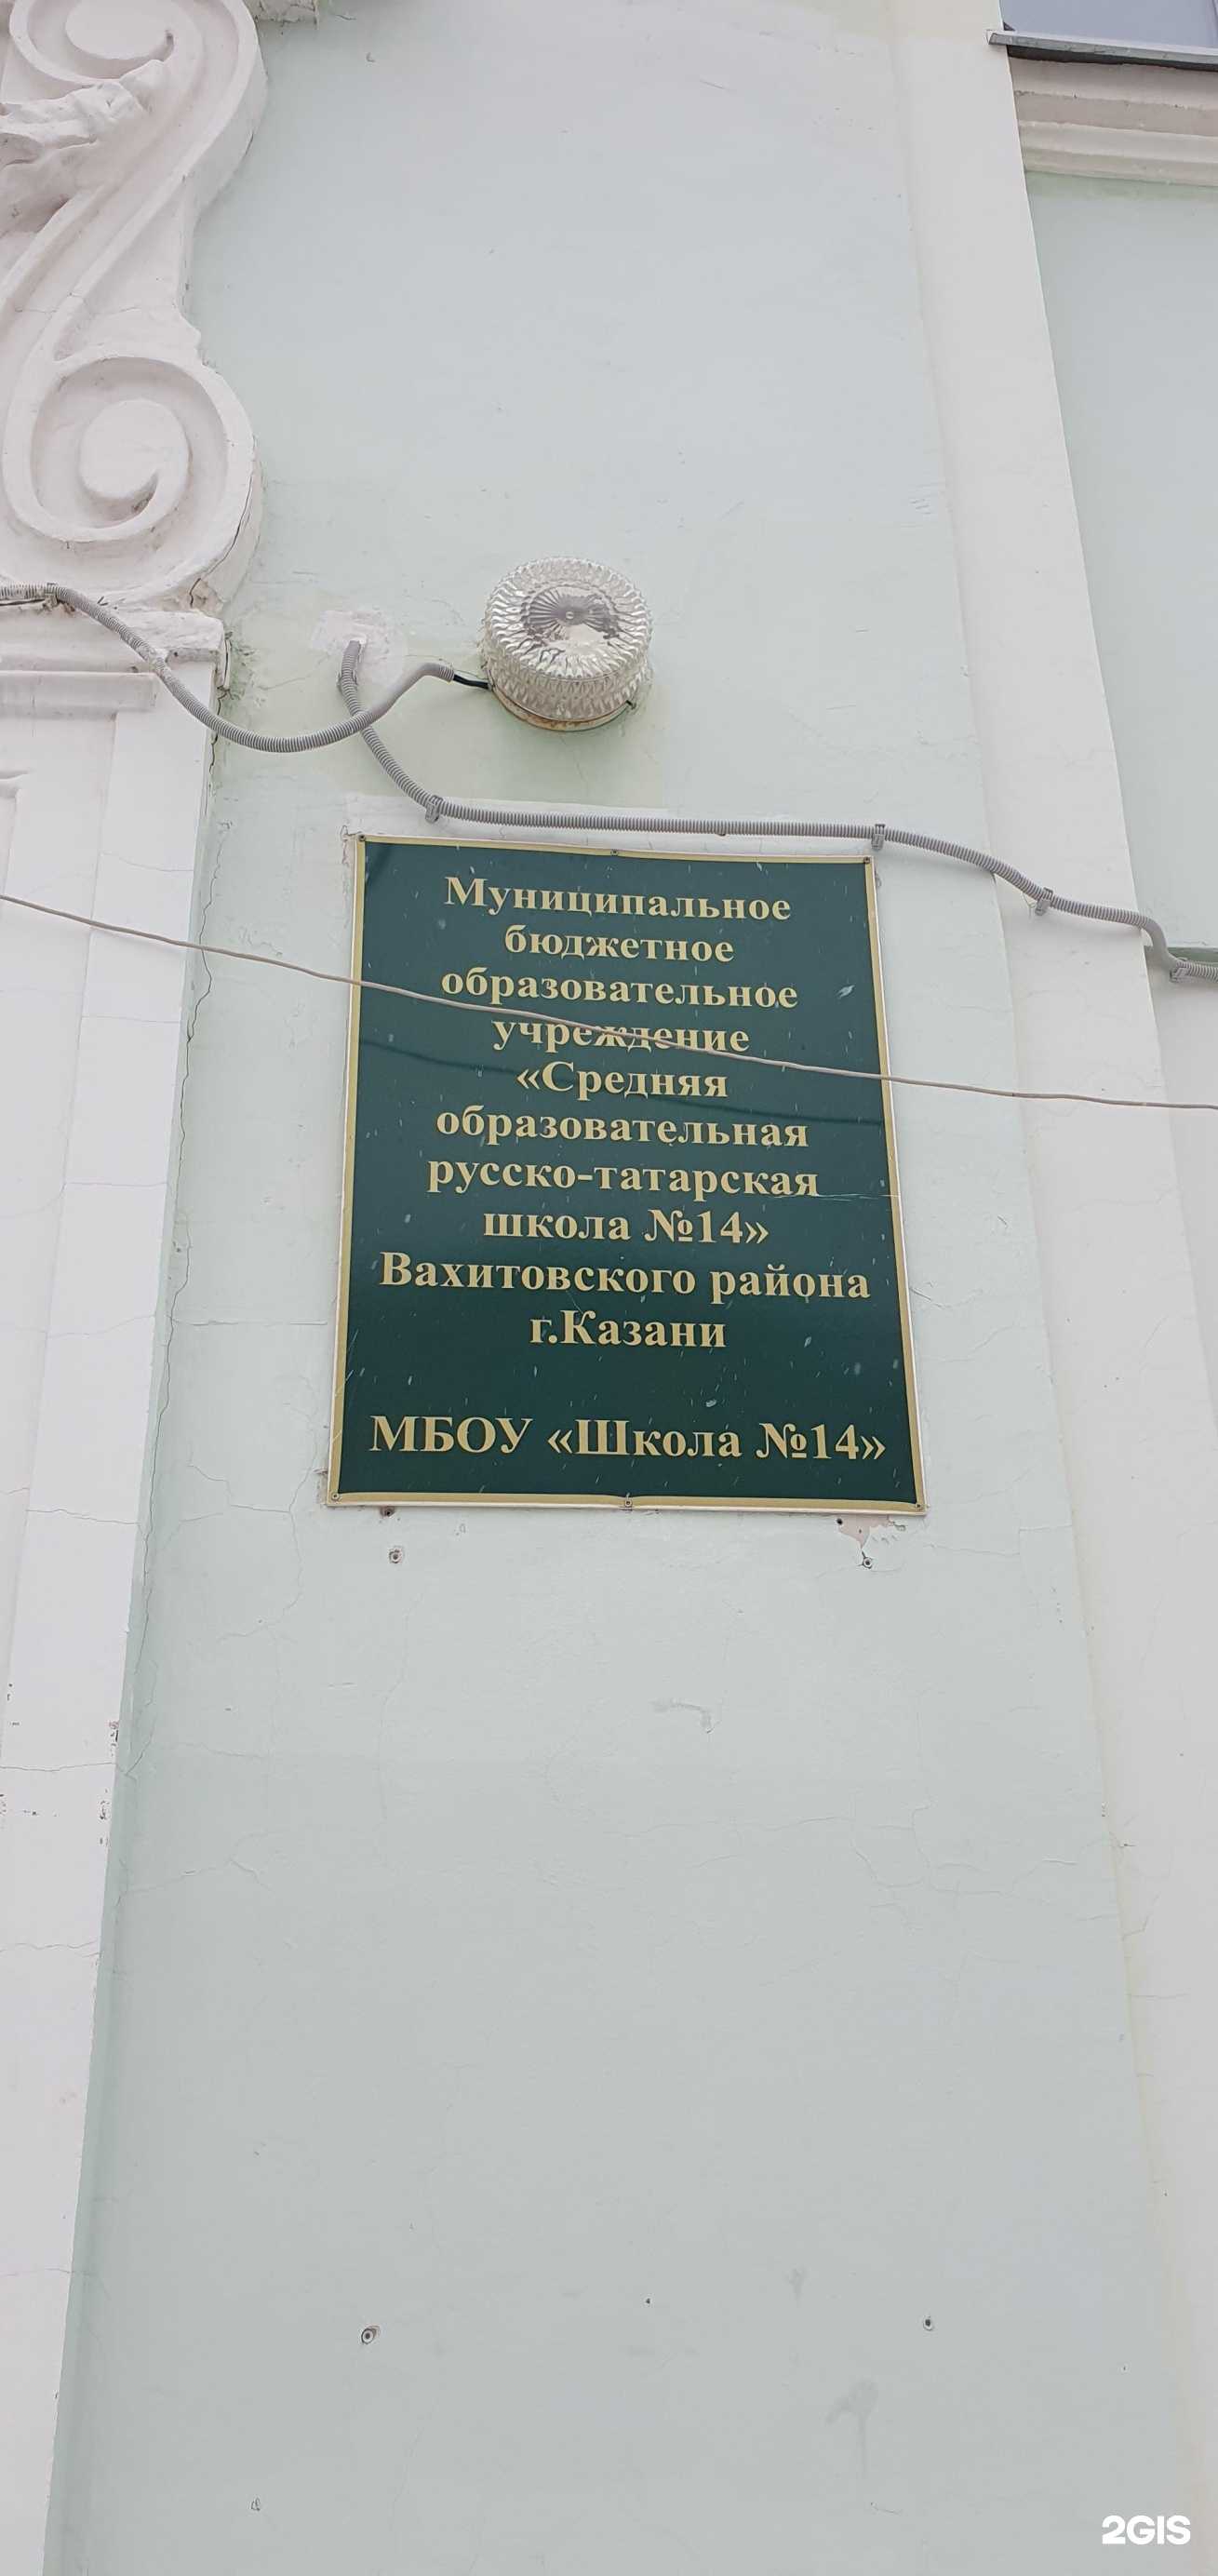 Муниципальное
бюджетное
образовательное
учреждение
«Средняя
образовательная
русско-татарская
школа №14»
Вахитовского района
г.Казани
МБОУ «Школа №14»
2GIS